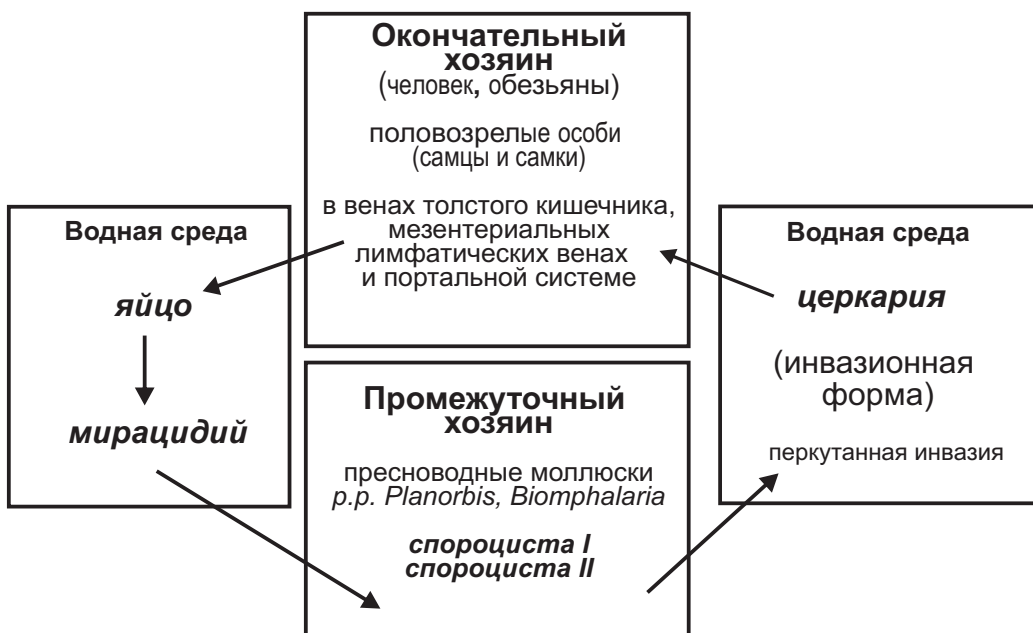 Окончательный
хозяин
(человек, обезьяны)
половозрелые особи
(самцы и самки)
в венах толстого кишечника,
мезентериальных
лимфатических венах
и портальной системе
Водная среда
яйцо
мирацидий
Промежуточный
хозяин
пресноводные моллюски
p.p. Planorbis, Biomphalaria
спороциста I
спороциста II
Водная среда
церкария
(инвазионная
форма)
перкутанная инвазия